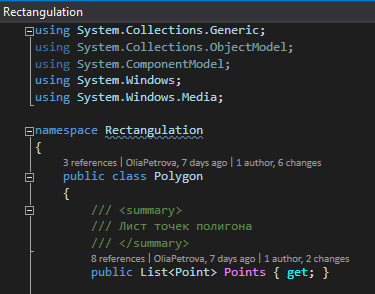 Rectangulation
using System.Collections.Generic;
using System.Collections.ObjectModel;
using System.ComponentModel;
using System.Windows;
using System.Windows.Media;
namespace Rectangulation
{
3 references | OliaPetrova, 7 days ago | 1 author, 6 changes
public class Polygon
{
/// <summary>
/// Лист точек полигона
/// </summary>
8 references | OliaPetrova, 7 days ago | 1 author, 2 changes
public List<Point> Points { get; }